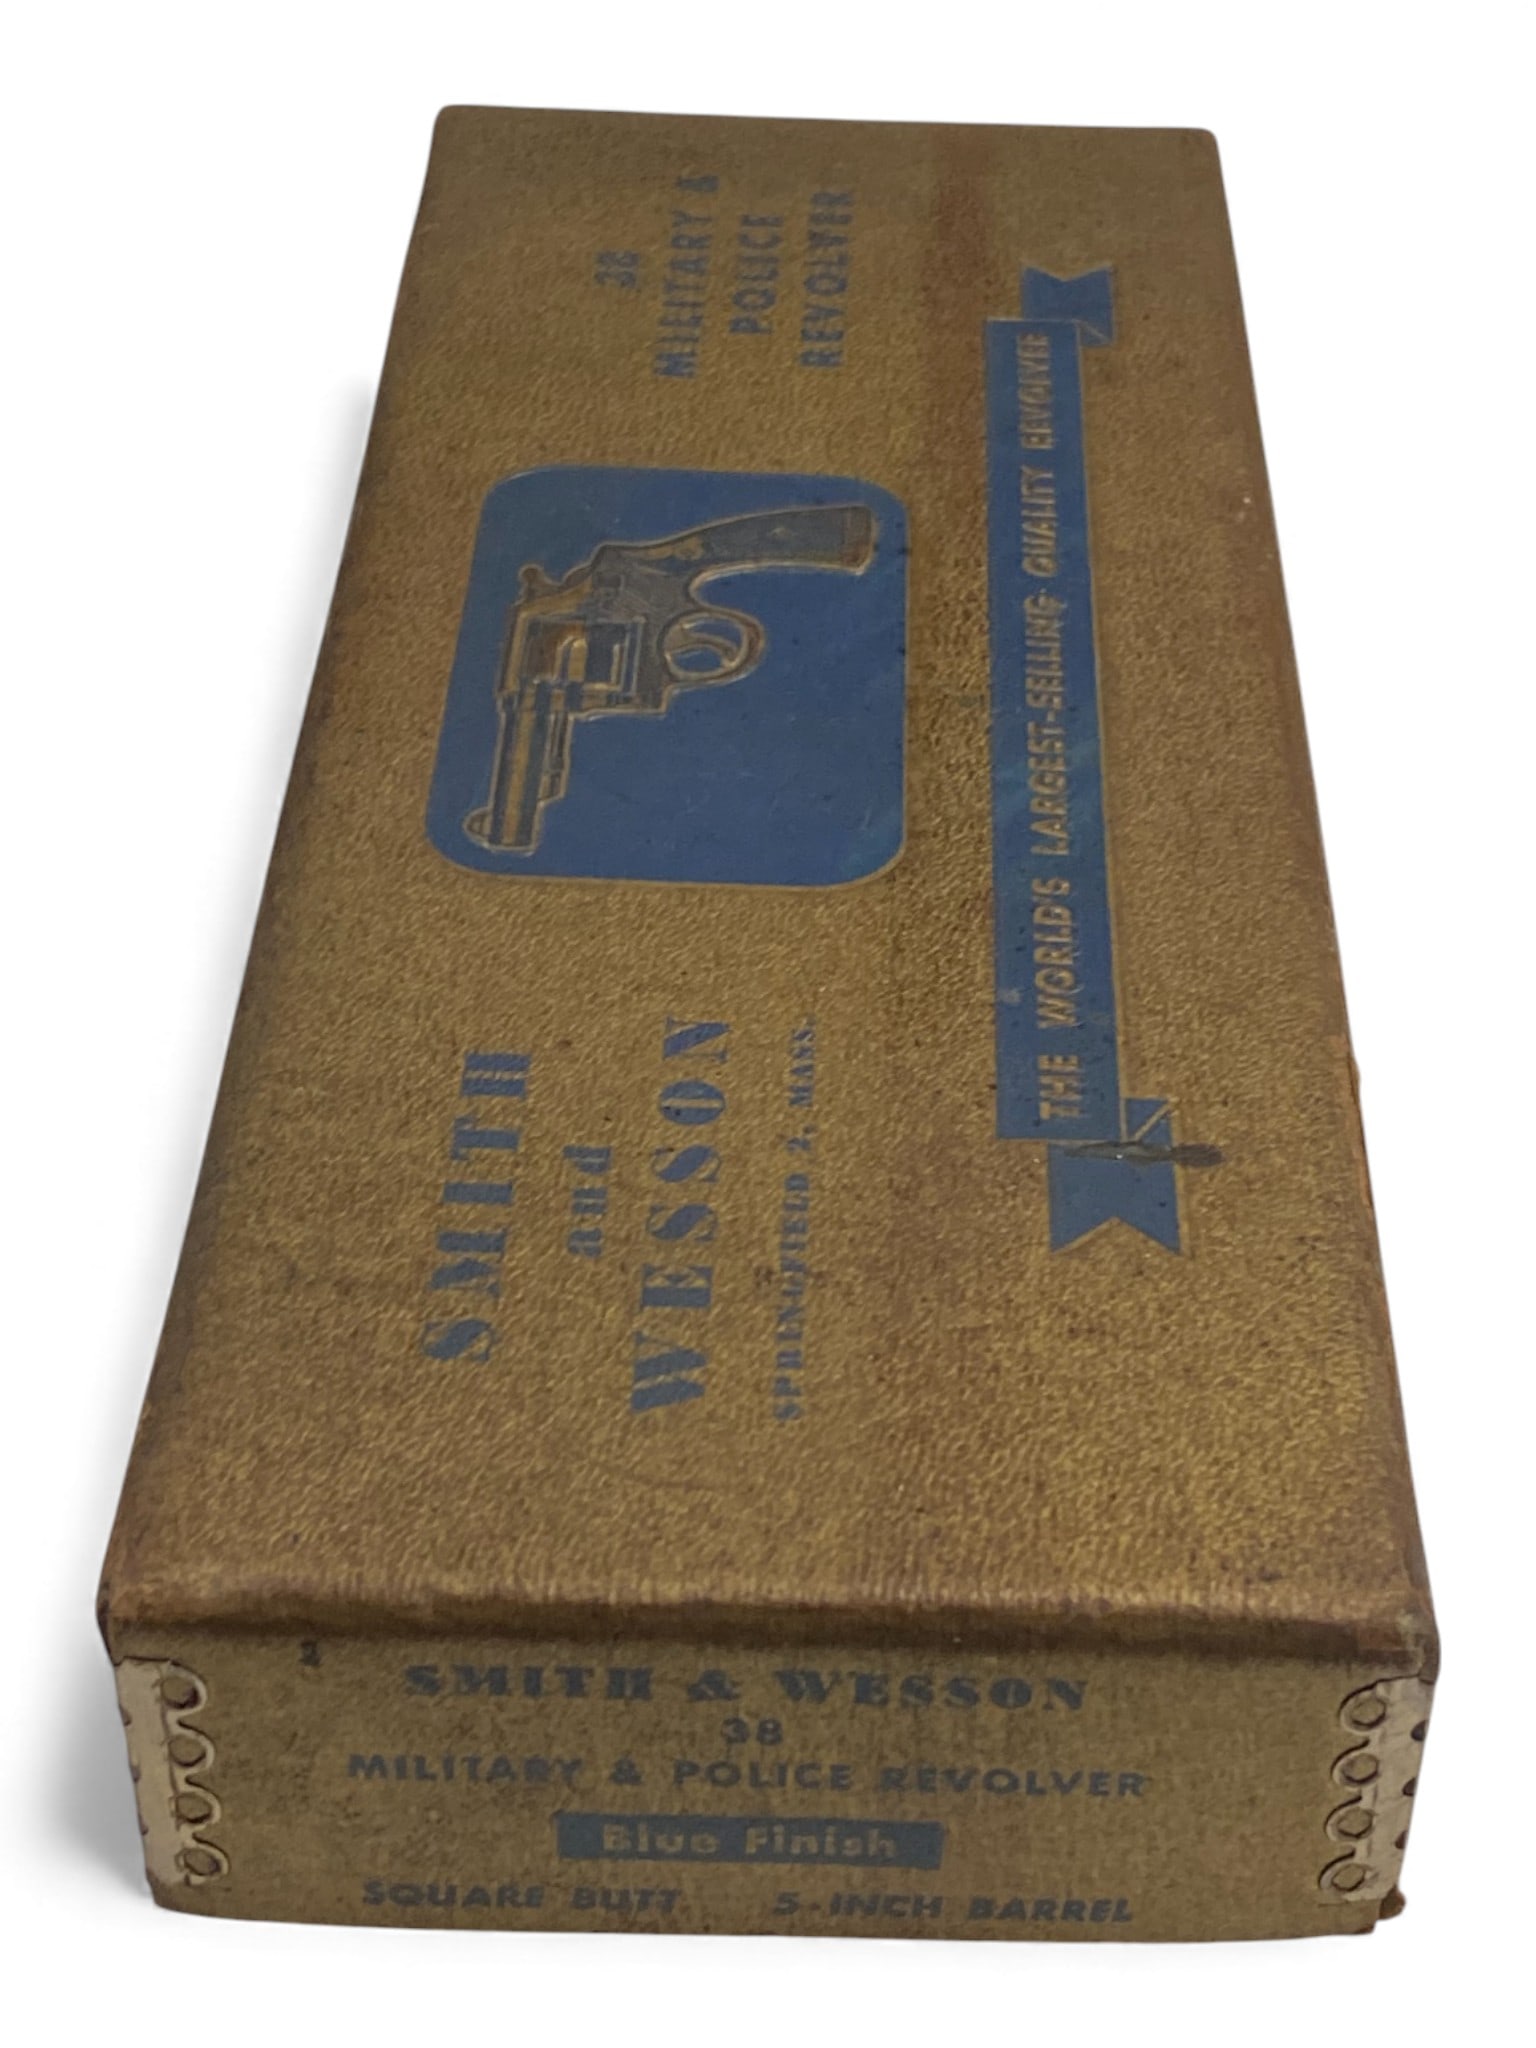 SMITH
and
WESSON
SPRINGFIELD 2, MASS.
38
MILITARY &
POLICE
REVOLVER
THE WORLD'S LARGEST-SELLING QUALITY REVOLVER
2
SMITH & WESSON
38
MILITARY & POLICE REVOLVER
Blue Finish
SQUARE BUTT 5-INCH BARREL